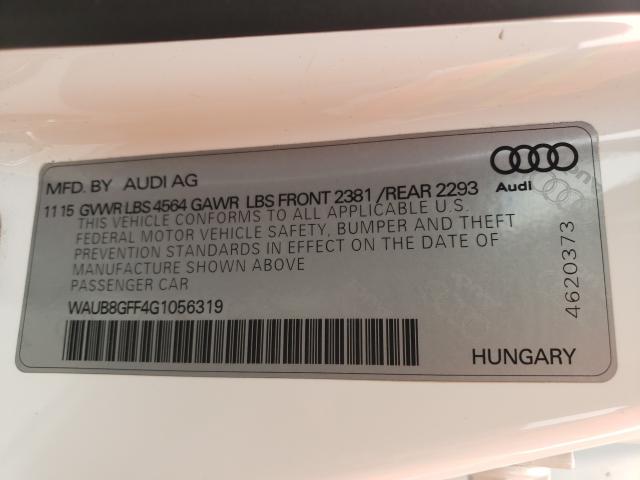 MFD. BY AUDI AG
11 15 GVWR LBS 4564 GAWR LBS FRONT 2381 /REAR 2293
THIS VEHICLE CONFORMS TO ALL APPLICABLE U.S.
FEDERAL MOTOR VEHICLE SAFETY, BUMPER AND THEFT
PREVENTION STANDARDS IN EFFECT ON THE DATE OF
MANUFACTURE SHOWN ABOVE
PASSENGER CAR
WAUB8GFF4G1056319
HUNGARY
Audi
4620373